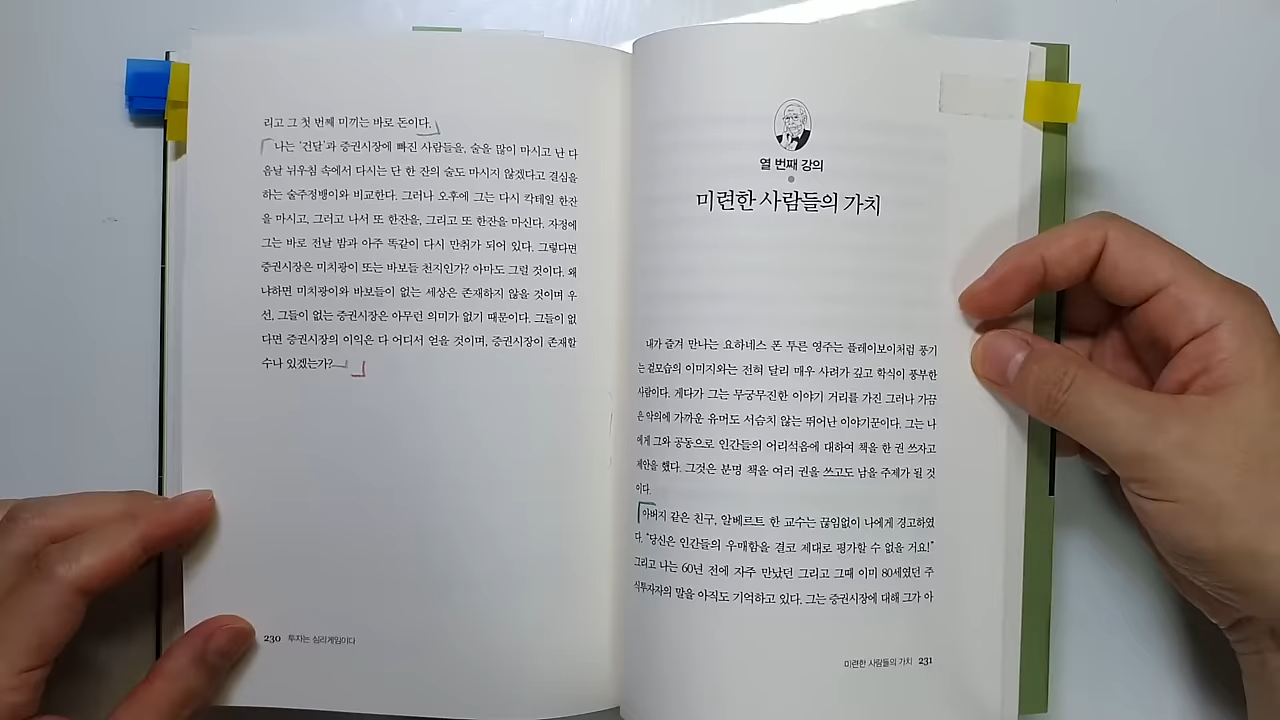 리고 그 첫 번째 미끼는 바로 돈이다.
나는 '건달'과 증권시장에 빠진 사람들을, 술을 많이 마시고 난 다
음날 뉘우침 속에서 다시는 단 한 잔의 술도 마시지 않겠다고 결심을
하는 술주정뱅이와 비교한다. 그러나 오후에 그는 다시 칵테일 한잔
을 마시고, 그러고 나서 또 한잔을, 그리고 또 한잔을 마신다. 자정에
그는 바로 전날 밤과 아주 똑같이 다시 만취가 되어 있다. 그렇다면
증권시장은 미치광이 또는 바보들 천지인가? 아마도 그럴 것이다. 왜
냐하면 미치광이와 바보들이 없는 세상은 존재하지 않을 것이며 우
선, 그들이 없는 증권시장은 아무런 의미가 없기 때문이다. 그들이 없
다면 증권시장의 이익은 다 어디서 얻을 것이며, 증권시장이 존재할
수나 있겠는가?
230 투자는 심리게임이다
열 번째 강의
미련한 사람들의 가치
내가 즐겨 만나는 요하네스 폰 투른 영주는 플레이보이처럼 풍기
는 겉모습의 이미지와는 전혀 달리 매우 사려가 깊고 학식이 풍부한
사람이다. 게다가 그는 무궁무진한 이야기 거리를 가진 그러나 가끔
은 악의에 가까운 유머도 서슴지 않는 뛰어난 이야기꾼이다. 그는 나
에게 그와 공동으로 인간들의 어리석음에 대하여 책을 한 권 쓰자고
제안을 했다. 그것은 분명 책을 여러 권을 쓰고도 남을 주제가 될 것
이다.
아버지 같은 친구, 알베르트 한 교수는 끊임없이 나에게 경고하였
다. "당신은 인간들의 우매함을 결코 제대로 평가할 수 없을 거요!"
그리고 나는 60년 전에 자주 만났던 그리고 그때 이미 80세였던 주
식투자자의 말을 아직도 기억하고 있다. 그는 증권시장에 대해 그가 아
미련한 사람들의 가치 231